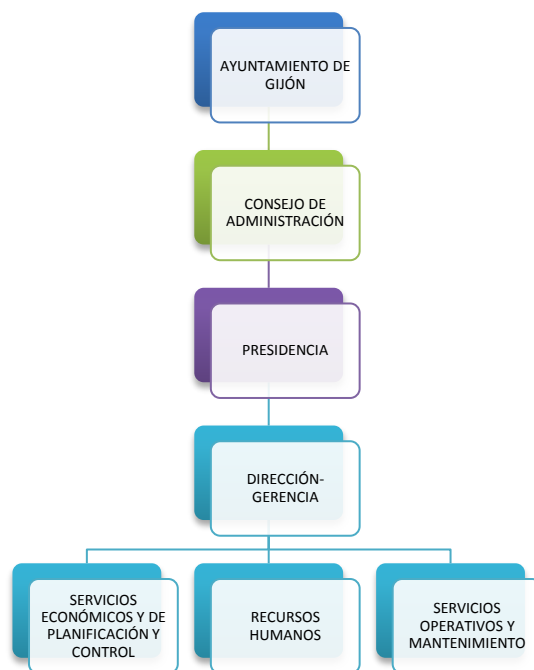 AYUNTAMIENTO DE
GIJÓN
CONSEJO DE
ADMINISTRACIÓN
PRESIDENCIA
DIRECCIÓN-
GERENCIA
SERVICIOS
ECONÓMICOS Y DE
PLANIFICACIÓN Y
CONTROL
RECURSOS
HUMANOS
SERVICIOS
OPERATIVOS Y
MANTENIMIENTO